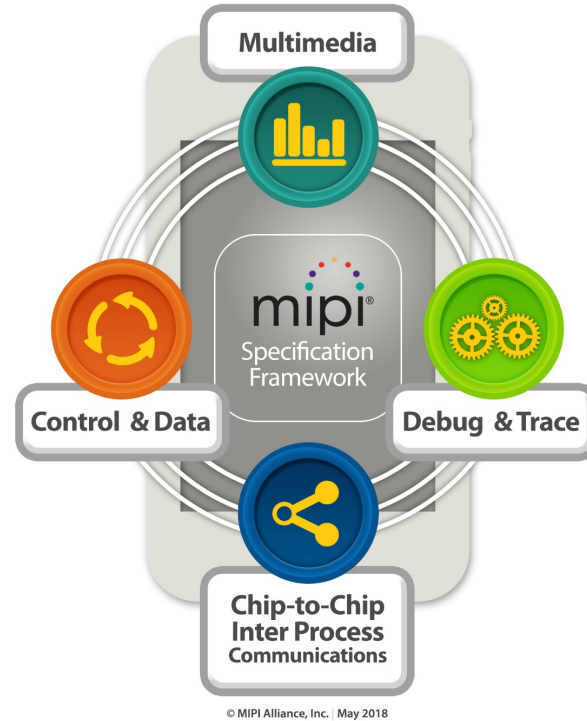 Multimedia
mipi®
Specification
Framework
Control & Data
Debug & Trace
Chip-to-Chip
Inter Process
Communications
© MIPI Alliance, Inc. | May 2018